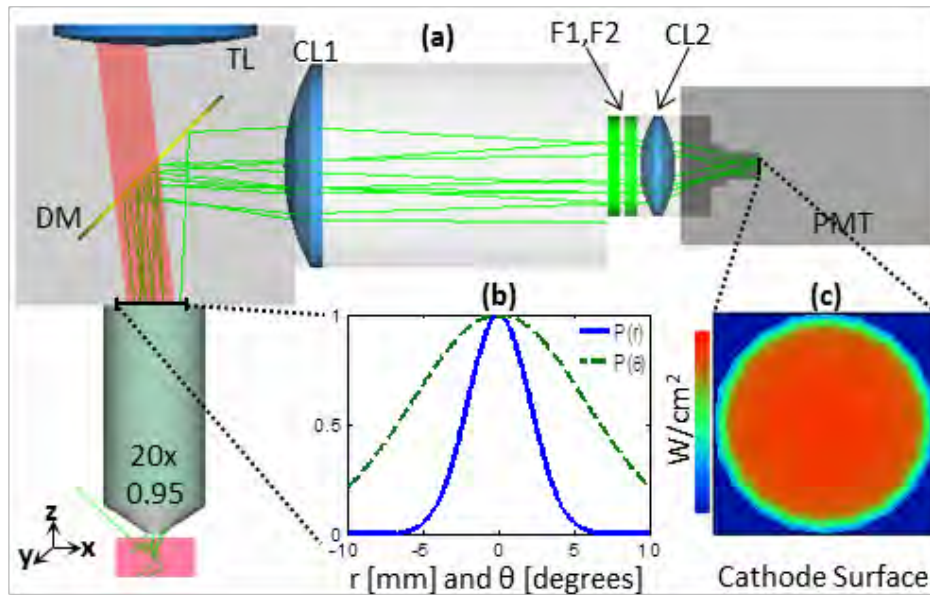 (a)
F1,F2
CL2
TL
CL1
DM
PMT
20x
0.95
z
y
x
(b)
P(r)
P(θ)
1
0.5
0
-10
-5
0
5
10
r [mm] and θ [degrees]
(c)
W/cm²
Cathode Surface